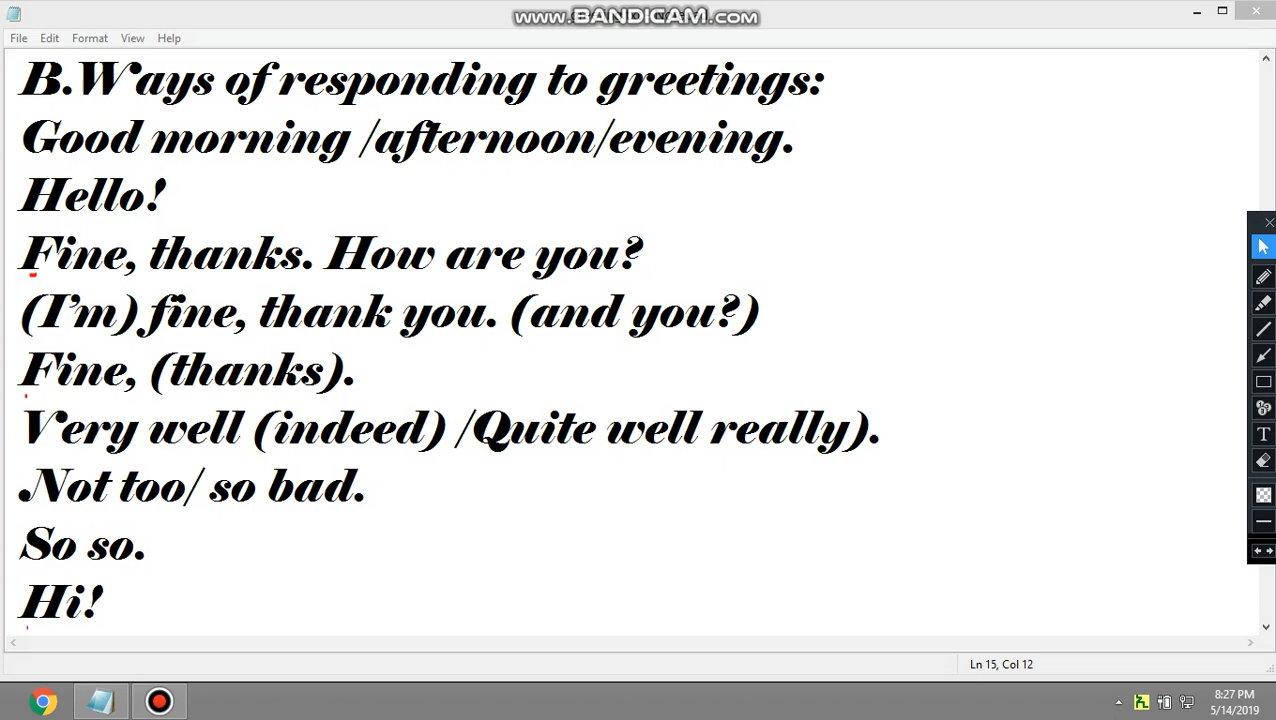 www.BANDICAM.com
File Edit Format View Help
B.Ways of responding to greetings:
Good morning /afternoon/evening.
Hello!
Fine, thanks. How are you?
(I'm) fine, thank you. (and you?)
Fine, (thanks).
Very well (indeed) /Quite well really).
Not too/ so bad.
So so.
Hi!
Ln 15, Col 12
8:27 PM
5/14/2019